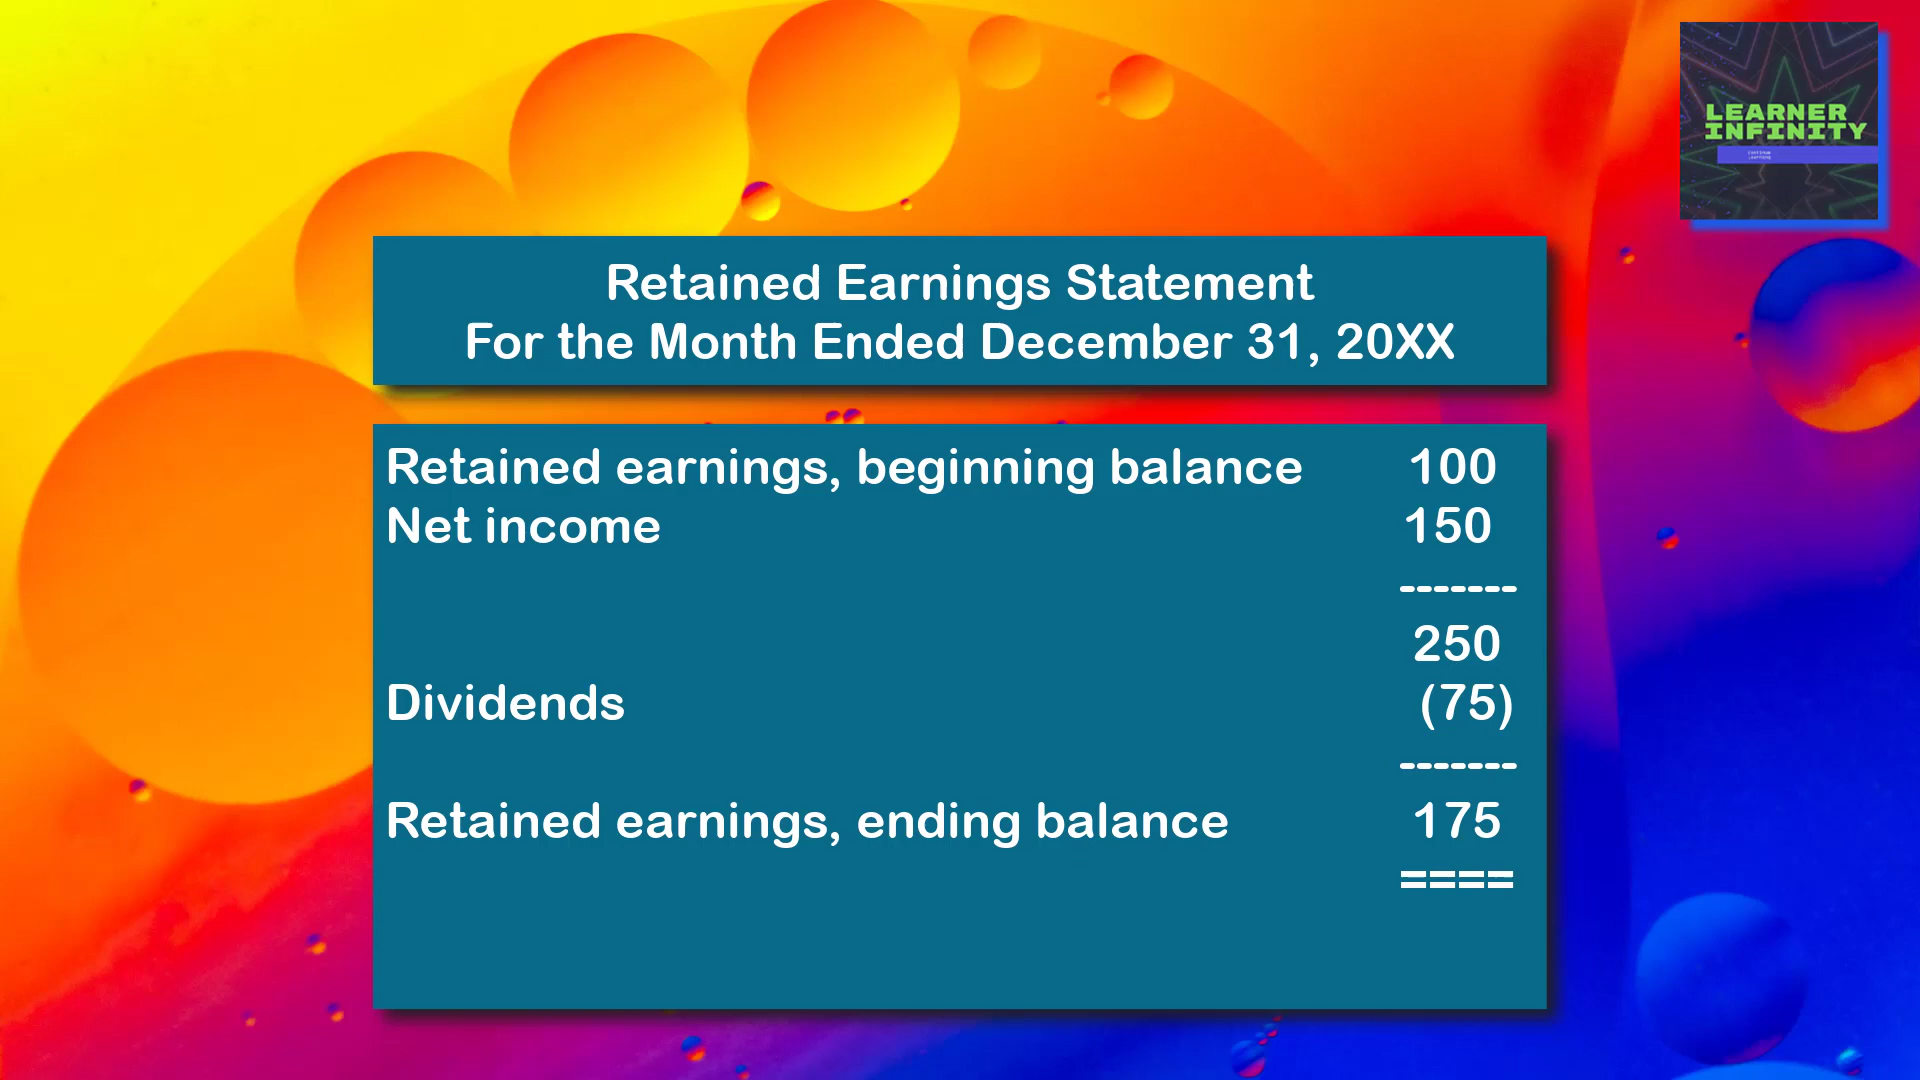 LEARNER
INFINITY
Retained Earnings Statement
For the Month Ended December 31, 20XX
Retained earnings, beginning balance 100
Net income 150
-------
250
Dividends (75)
-------
Retained earnings, ending balance 175
====